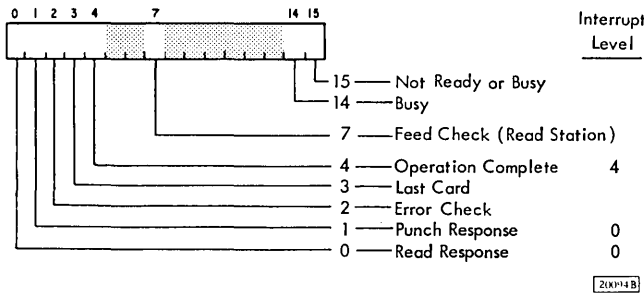 0 1 2 3 4 7 14 15
Interrupt
Level
15 Not Ready or Busy
14 Busy
7 Feed Check (Read Station)
4 Operation Complete 4
3 Last Card
2 Error Check
1 Punch Response 0
0 Read Response 0